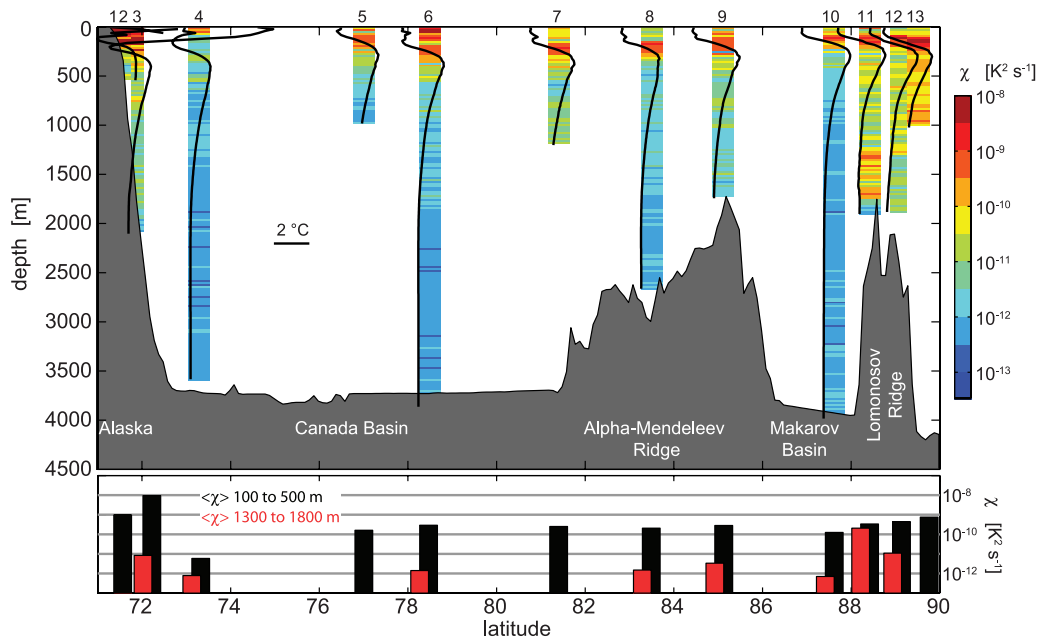 12 3 4 5 6 7 8 9 10 11 12 13
0
500
1000
1500
2000
2500
3000
3500
4000
4500
depth [m]
2 °C
Alaska
Canada Basin
Alpha-Mendeleev
Ridge
Makarov
Basin
Lomonosov
Ridge
χ [K² s⁻¹]
10⁻⁸
10⁻⁹
10⁻¹⁰
10⁻¹¹
10⁻¹²
10⁻¹³
<χ> 100 to 500 m
<χ> 1300 to 1800 m
χ [K² s⁻¹]
10⁻⁸
10⁻¹⁰
10⁻¹²
72 74 76 78 80 82 84 86 88 90
latitude